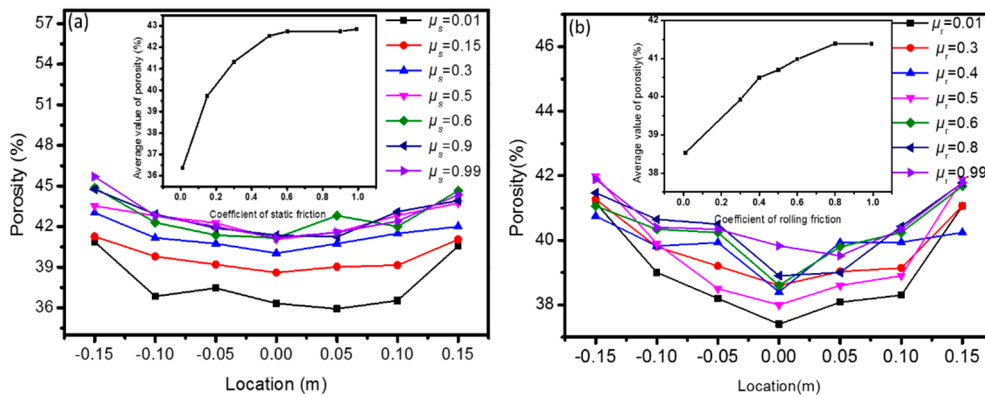 (a)
57
54
51
48
45
42
39
36
Porosity (%)
-0.15 -0.10 -0.05 0.00 0.05 0.10 0.15
Location (m)
43
42
41
40
39
38
37
36
Average value of porosity (%)
0.0 0.2 0.4 0.6 0.8 1.0
Coefficient of static friction
μs=0.01
μs=0.15
μs=0.3
μs=0.5
μs=0.6
μs=0.9
μs=0.99
(b)
46
44
42
40
38
Porosity(%)
-0.15 -0.10 -0.05 0.00 0.05 0.10 0.15
Location(m)
42
41
40
39
38
Average value of porosity(%)
0.0 0.2 0.4 0.6 0.8 1.0
Coefficient of rolling friction
μr=0.01
μr=0.3
μr=0.4
μr=0.5
μr=0.6
μr=0.8
μr=0.99